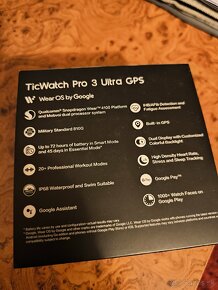 TicWatch Pro 3 Ultra GPS
Wear OS by Google
Qualcomm® Snapdragon Wear™ 4100 Platform
and Mobvoi dual processor system
Military Standard 810G
Up to 72 hours of battery in Smart Mode
and 45 days in Essential Mode*
20+ Professional Workout Modes
IP68 Waterproof and Swim Suitable
Google Assistant
IHB/AFib Detection and
Fatigue Assessment
Built-in GPS
Dual Display with Customized
Colorful Backlight
High Density Heart Rate,
Stress and Sleep Tracking
Google Pay™
1000+ Watch Faces on
Google Play